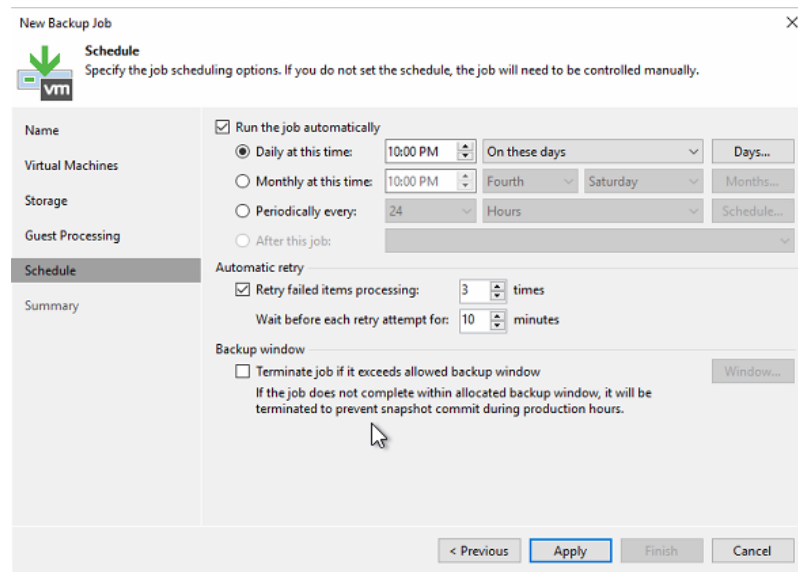 New Backup Job
Schedule
Specify the job scheduling options. If you do not set the schedule, the job will need to be controlled manually.
vm
Name
Virtual Machines
Storage
Guest Processing
Schedule
Summary
Run the job automatically
Daily at this time: 10:00 PM On these days Days...
Monthly at this time: 10:00 PM Fourth Saturday Months...
Periodically every: 24 Hours Schedule...
After this job:
Automatic retry
Retry failed items processing: 3 times
Wait before each retry attempt for: 10 minutes
Backup window
Terminate job if it exceeds allowed backup window Window...
If the job does not complete within allocated backup window, it will be
terminated to prevent snapshot commit during production hours.
< Previous Apply Finish Cancel